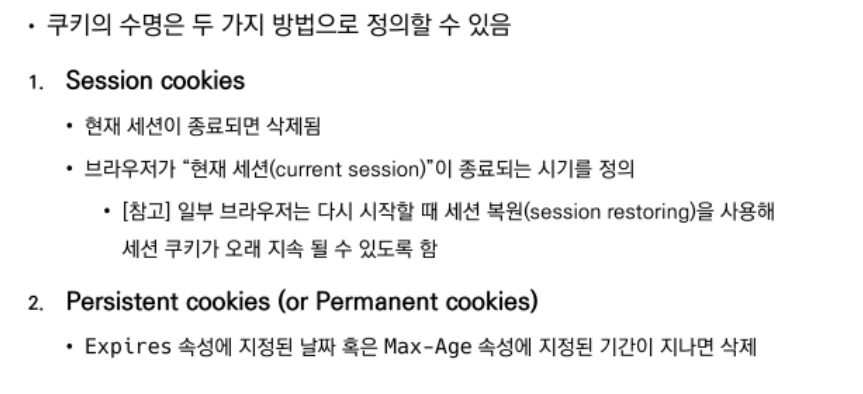 • 쿠키의 수명은 두 가지 방법으로 정의할 수 있음
1. Session cookies
• 현재 세션이 종료되면 삭제됨
• 브라우저가 “현재 세션(current session)”이 종료되는 시기를 정의
• [참고] 일부 브라우저는 다시 시작할 때 세션 복원(session restoring)을 사용해
세션 쿠키가 오래 지속 될 수 있도록 함
2. Persistent cookies (or Permanent cookies)
• Expires 속성에 지정된 날짜 혹은 Max-Age 속성에 지정된 기간이 지나면 삭제